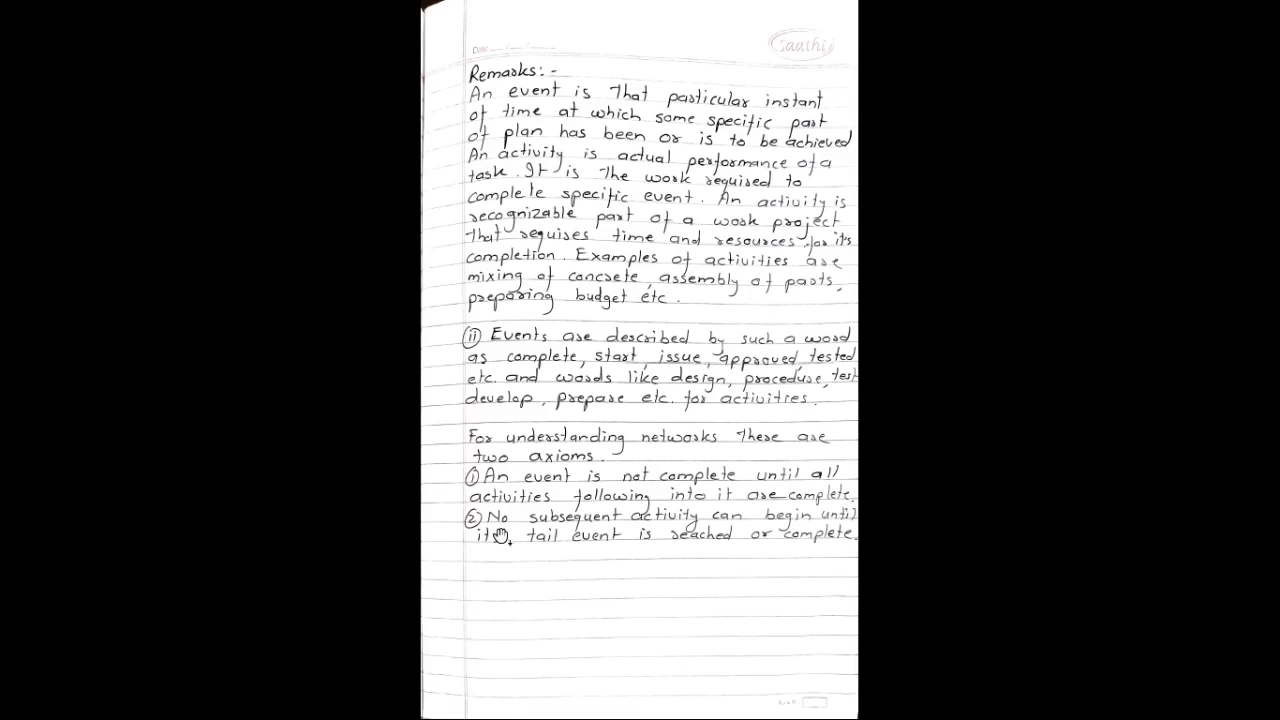 Date
Saathi
Remarks:-
An event is that particular instant
of time at which some specific part
of plan has been or is to be achieved
An activity is actual performance of a
task. It is the work required to
complete specific event. An activity is
recognizable part of a work project
that requires time and resources for it's
completion. Examples of activities are
mixing of concrete, assembly of parts,
preparing budget etc.
(ii) Events are described by such a word
as complete, start, issue, approved, tested
etc. and words like design, procedure, test
develop, prepare etc. for activities.
For understanding networks there are
two axioms.
① An event is not complete until all
activities following into it are complete.
② No subsequent activity can begin until
tail event is reached or complete.